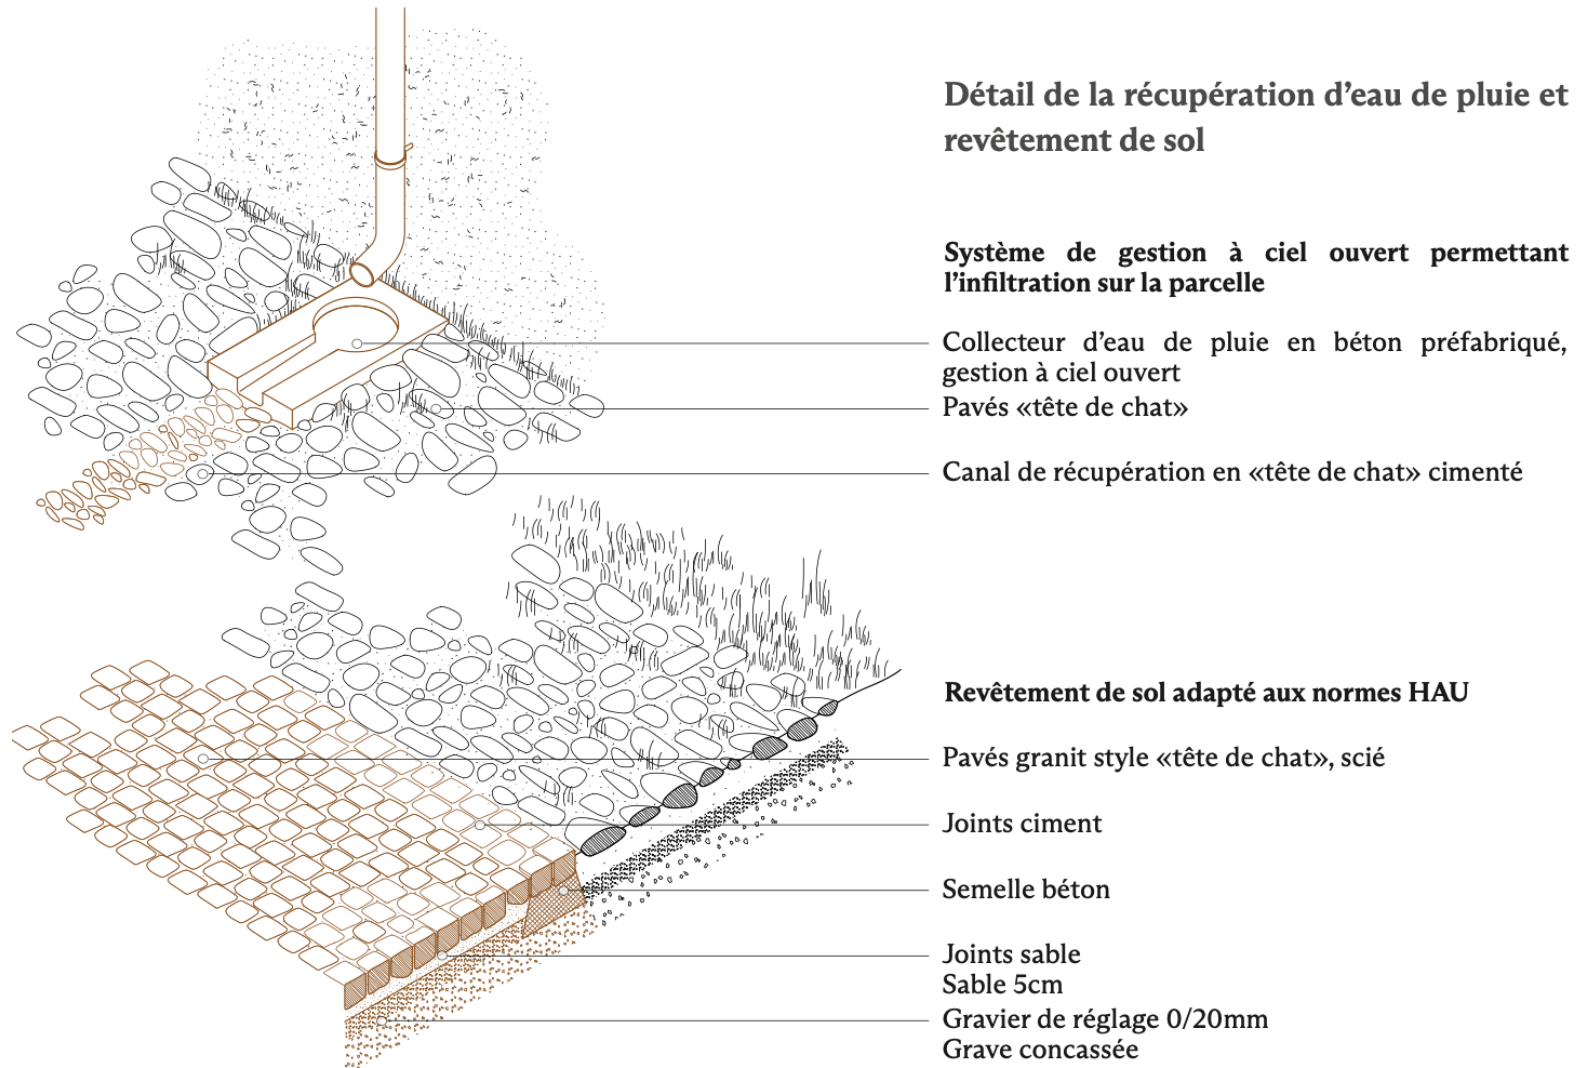 Détail de la récupération d’eau de pluie et
revêtement de sol
Système de gestion à ciel ouvert permettant
l’infiltration sur la parcelle
Collecteur d’eau de pluie en béton préfabriqué,
gestion à ciel ouvert
Pavés «tête de chat»
Canal de récupération en «tête de chat» cimenté
Revêtement de sol adapté aux normes HAU
Pavés granit style «tête de chat», scié
Joints ciment
Semelle béton
Joints sable
Sable 5cm
Gravier de réglage 0/20mm
Grave concassée